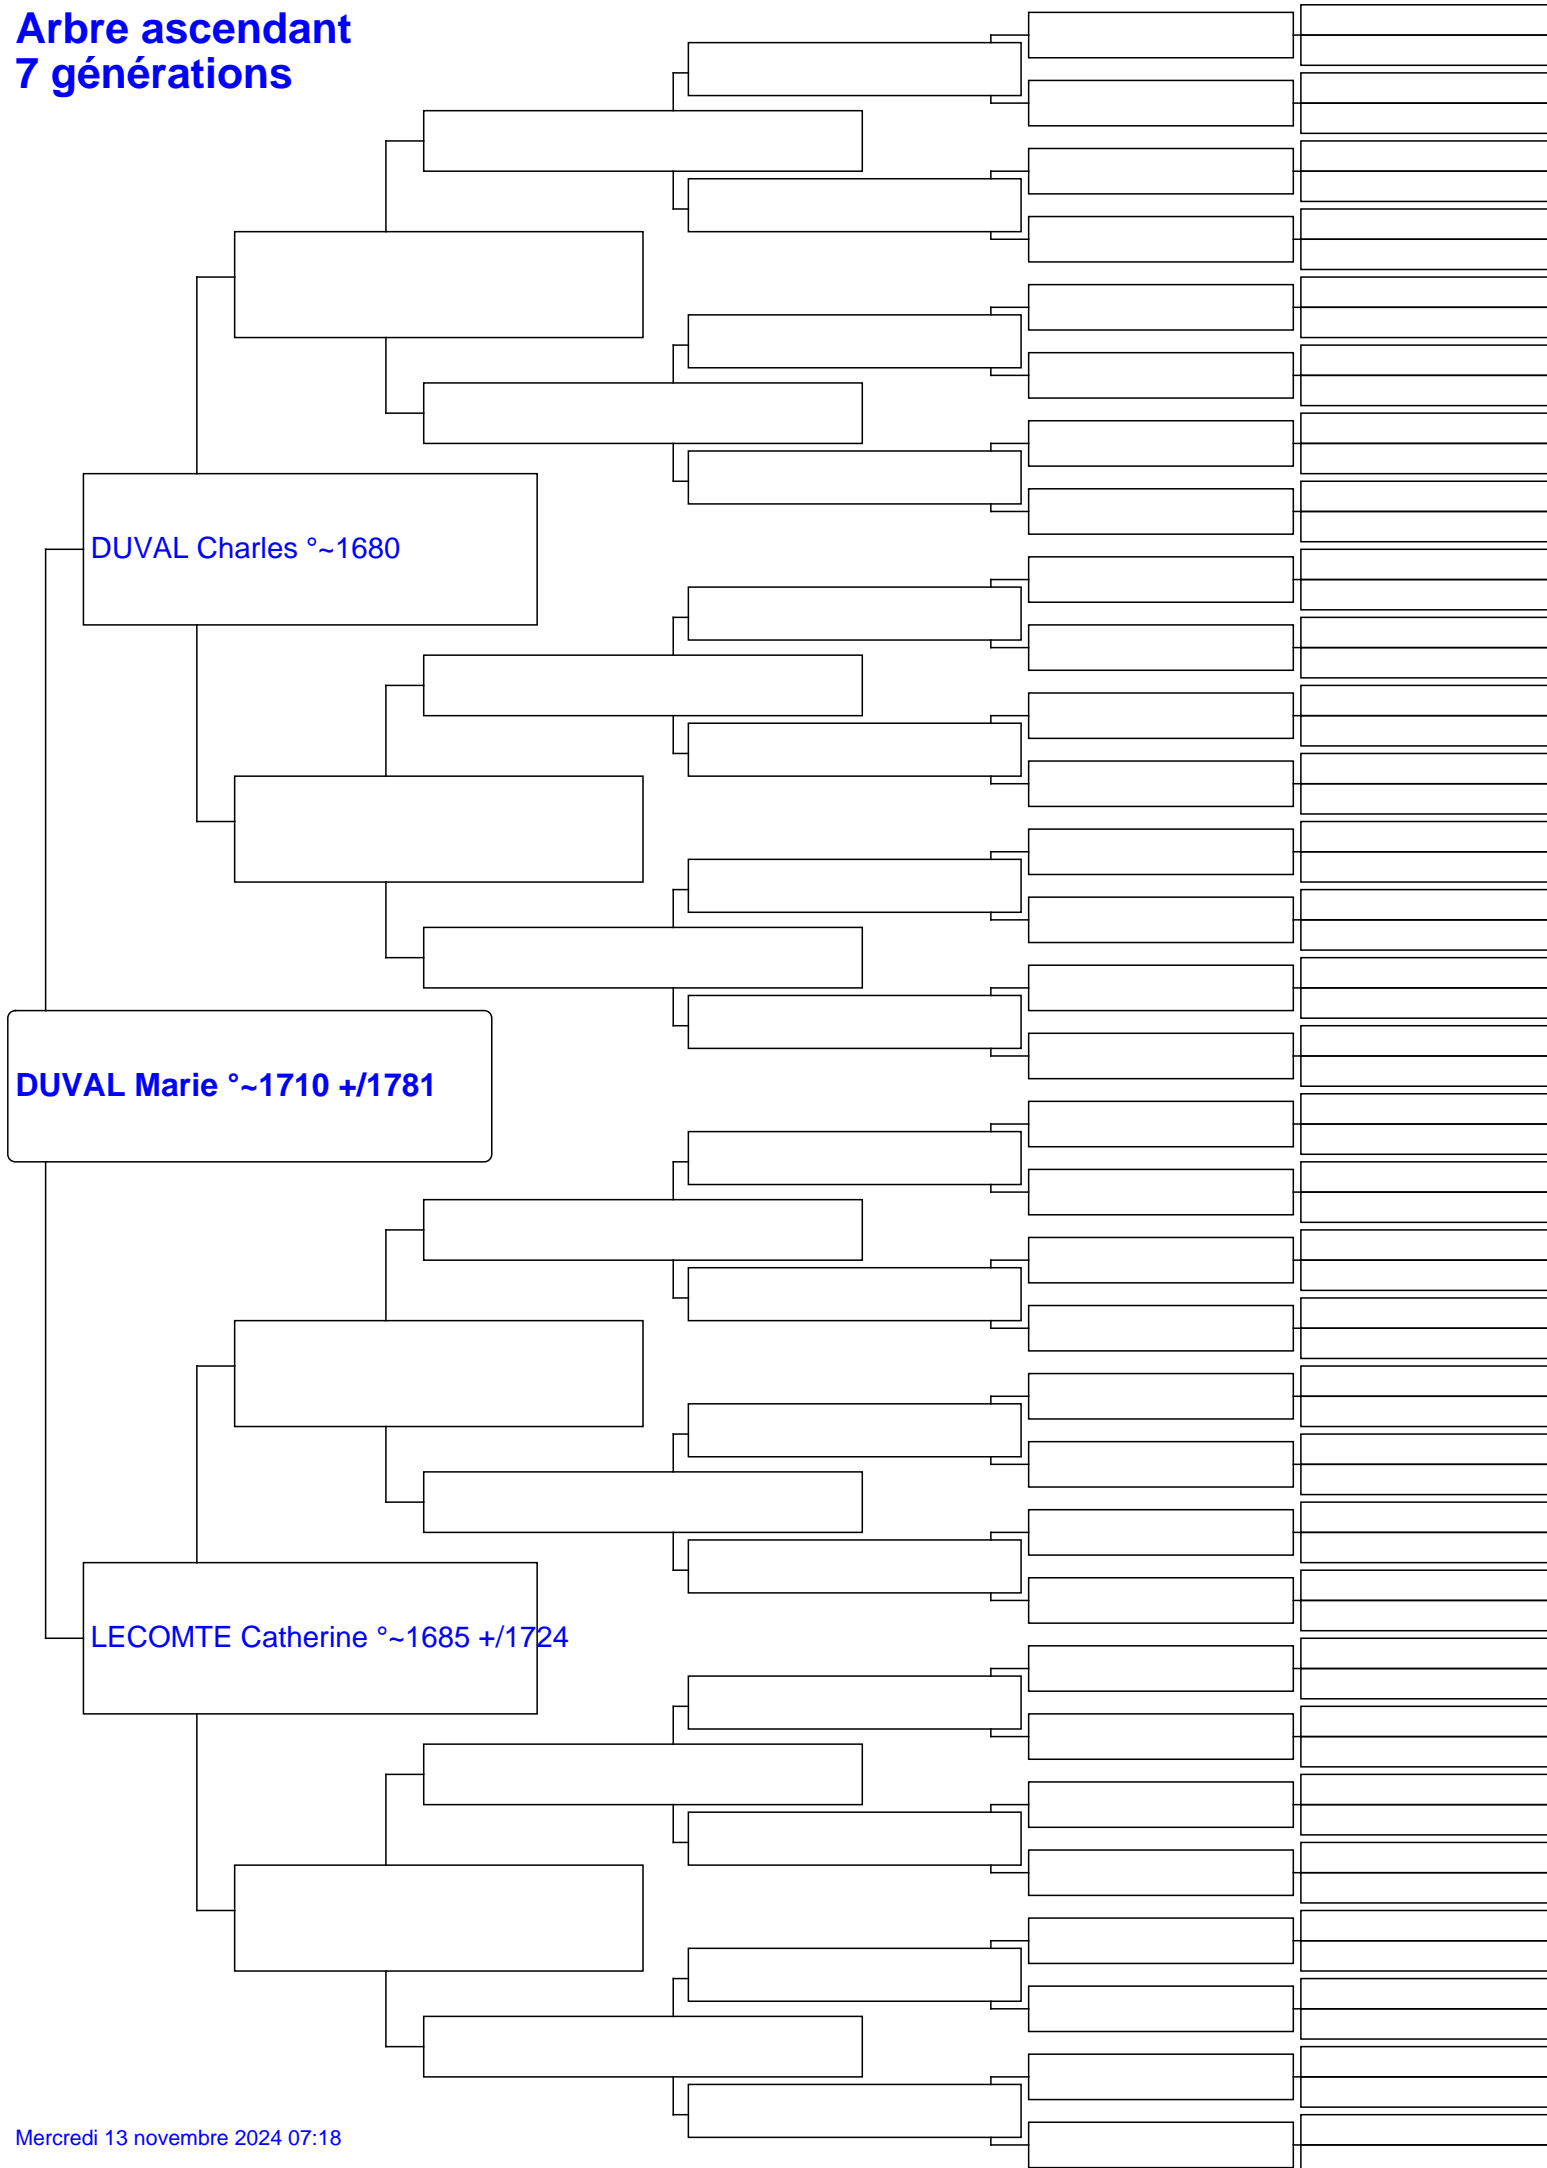 Arbre ascendant
7 générations
DUVAL Charles °~1680
DUVAL Marie °~1710 +/1781
LECOMTE Catherine °~1685 +/1724
Mercredi 13 novembre 2024 07:18